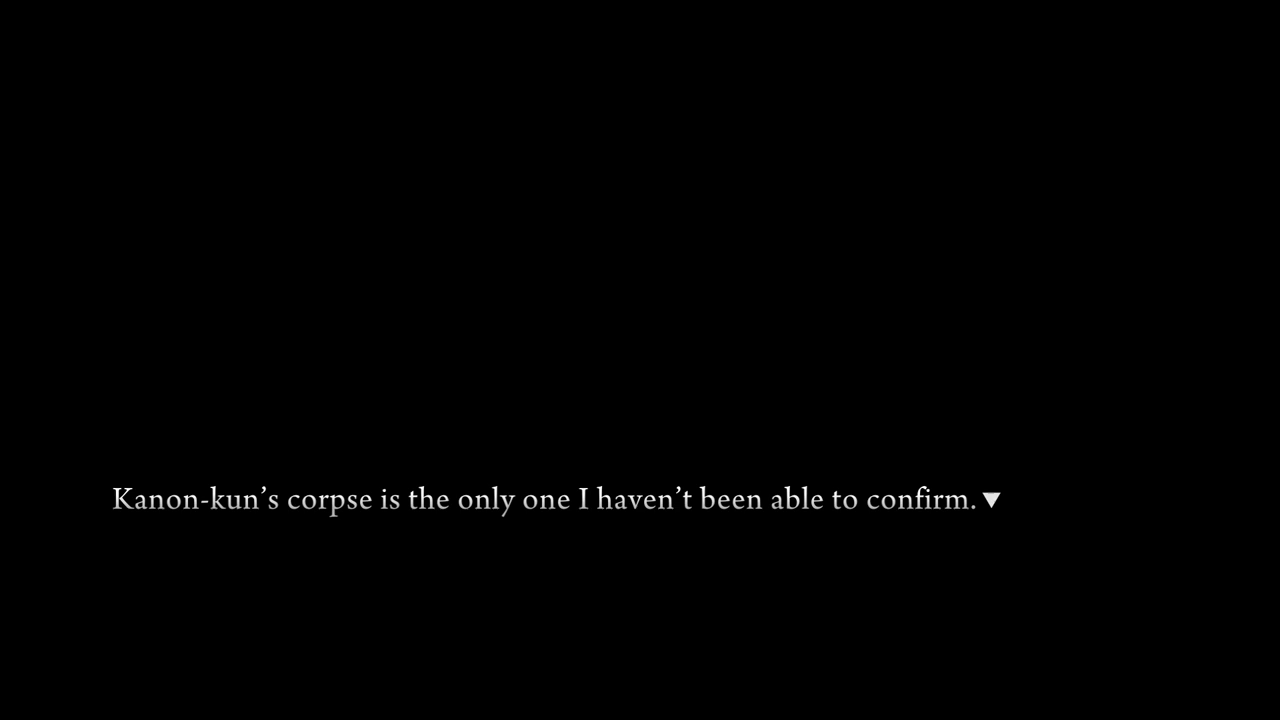 Kanon-kun’s corpse is the only one I haven’t been able to confirm.